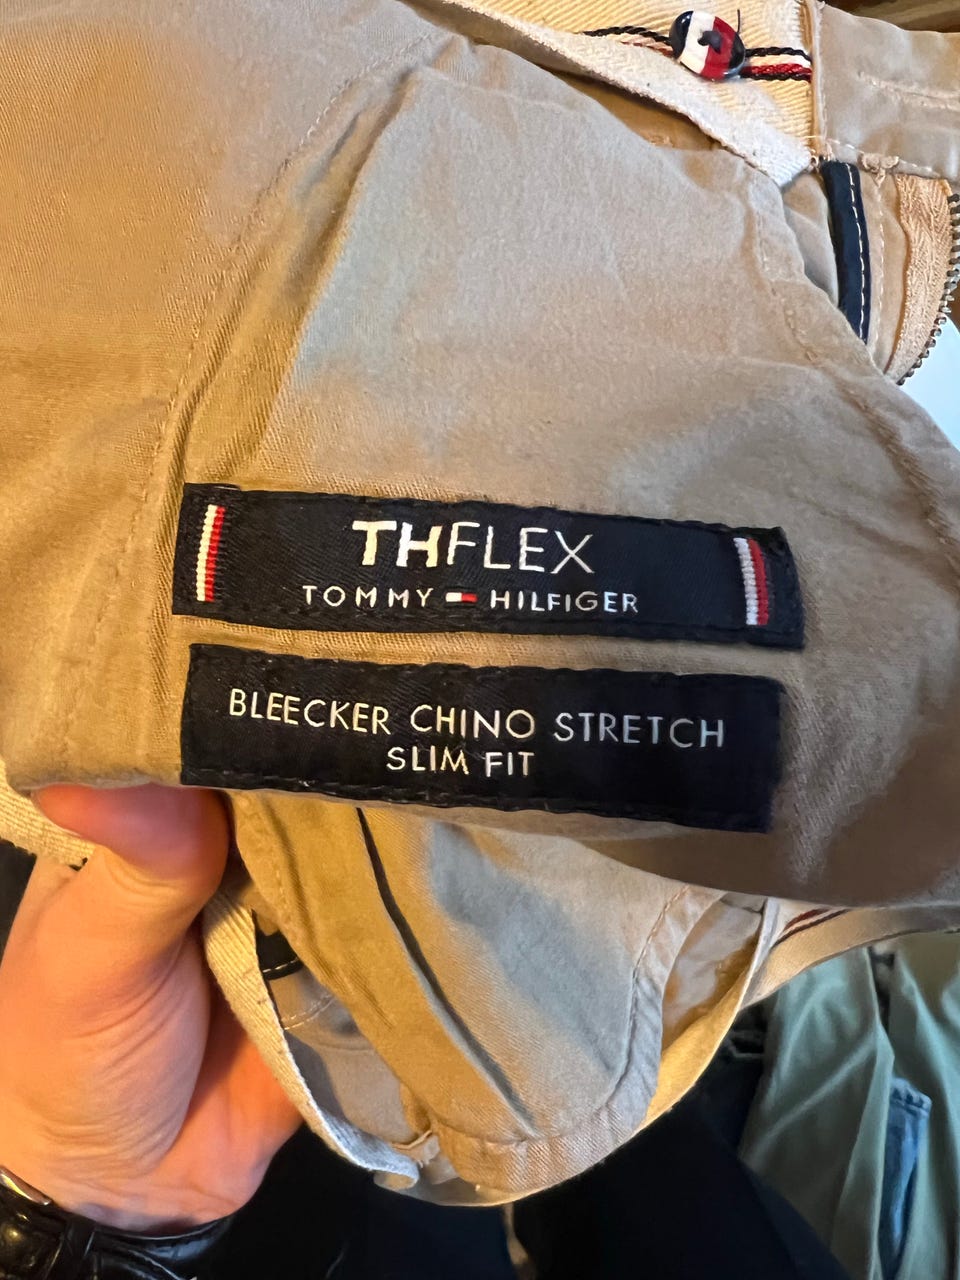 THFLEX
TOMMY HILFIGER
BLEECKER CHINO STRETCH
SLIM FIT